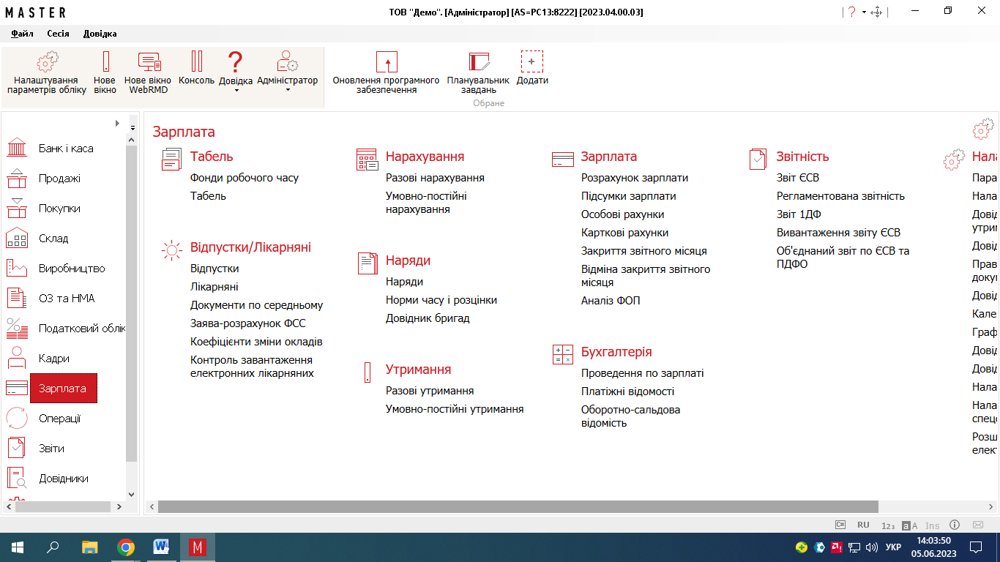 MASTER
ТОВ "Демо". [Адміністратор] [AS=PC13:8222] [2023.04.00.03]
Файл Сесія Довідка
Налаштування
параметрів обліку
Нове
вікно
Нове вікно
WebRMD
Консоль
Довідка
Адміністратор
Оновлення програмного
забезпечення
Планувальник
завдань
Додати
Обране
Банк і каса
Продажі
Покупки
Склад
Виробництво
ОЗ та НМА
Податковий облік
Кадри
Зарплата
Операції
Звіти
Довідники
Зарплата
Табель
Фонди робочого часу
Табель
Відпустки/Лікарняні
Відпустки
Лікарняні
Документи по середньому
Заява-розрахунок ФСС
Коефіцієнти зміни окладів
Контроль завантаження
електронних лікарняних
Нарахування
Разові нарахування
Умовно-постійні
нарахування
Наряди
Наряди
Норми часу і розцінки
Довідник бригад
Утримання
Разові утримання
Умовно-постійні утримання
Зарплата
Розрахунок зарплати
Підсумки зарплати
Особові рахунки
Карткові рахунки
Закриття звітного місяця
Відміна закриття звітного
місяця
Аналіз ФОП
Бухгалтерія
Проведення по зарплаті
Платіжні відомості
Оборотно-сальдова
відомість
Звітність
Звіт ЄСВ
Регламентована звітність
Звіт 1ДФ
Вивантаження звіту ЄСВ
Об'єднаний звіт по ЄСВ та
ПДФО
Нала
Пара
Нала
Довід
утрим
Довід
Прав
докум
Довід
Кале
Граф
Довід
Довід
Нала
Нала
спец
Розш
елект
C# RU 123 aA Ins
УКР
14:03:50
05.06.2023